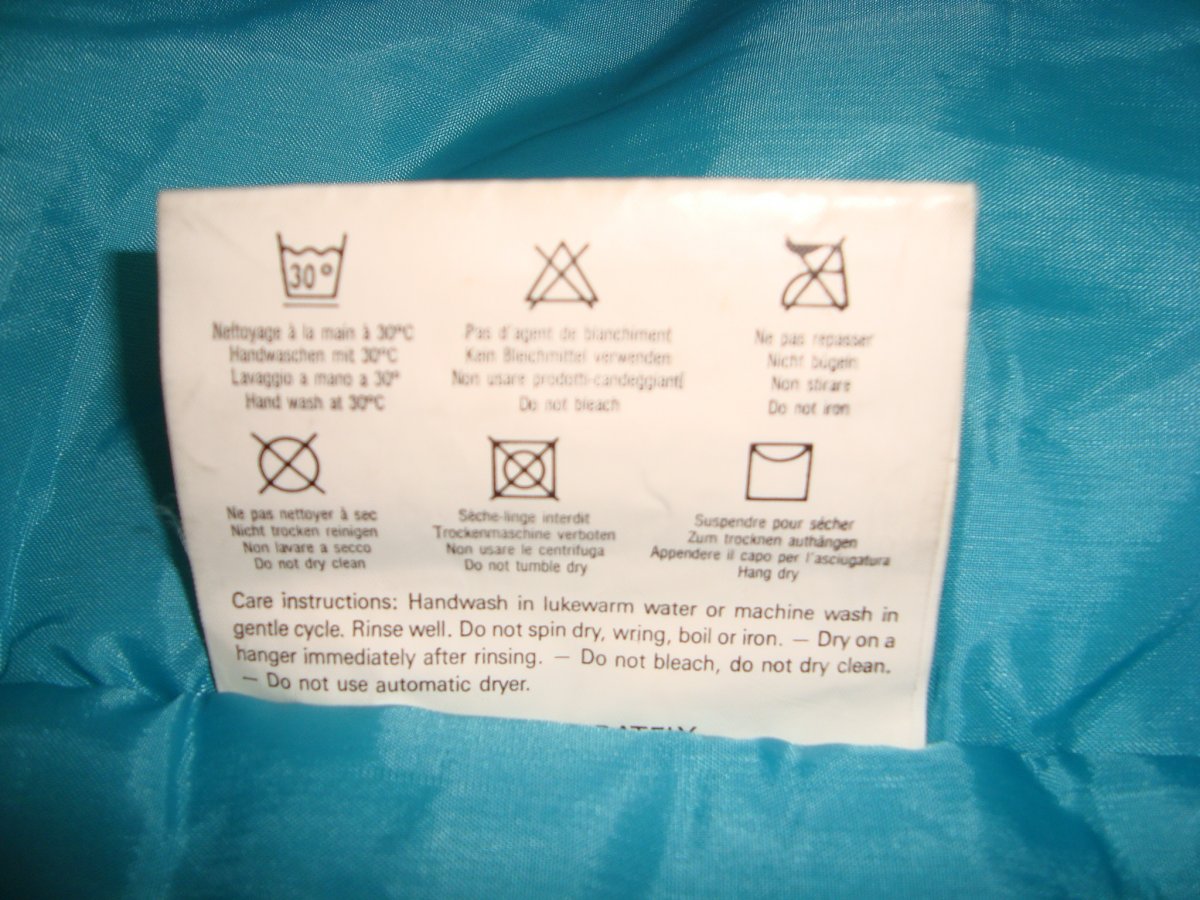 30°
Nettoyage à la main à 30°C
Handwaschen mit 30°C
Lavaggio a mano a 30°
Hand wash at 30°C
Pas d'agent de blanchiment
Kein Bleichmittel verwenden
Non usare prodotti-candeggianti
Do not bleach
Ne pas repasser
Nicht bügeln
Non stirare
Do not iron
Ne pas nettoyer à sec
Nicht trocken reinigen
Non lavare a secco
Do not dry clean
Sèche-linge interdit
Trockenmaschine verboten
Non usare le centrifuga
Do not tumble dry
Suspendre pour sécher
Zum trocknen authängen
Appendere il capo per l'asciugatura
Hang dry
Care instructions: Handwash in lukewarm water or machine wash in
gentle cycle. Rinse well. Do not spin dry, wring, boil or iron. — Dry on a
hanger immediately after rinsing. — Do not bleach, do not dry clean.
— Do not use automatic dryer.